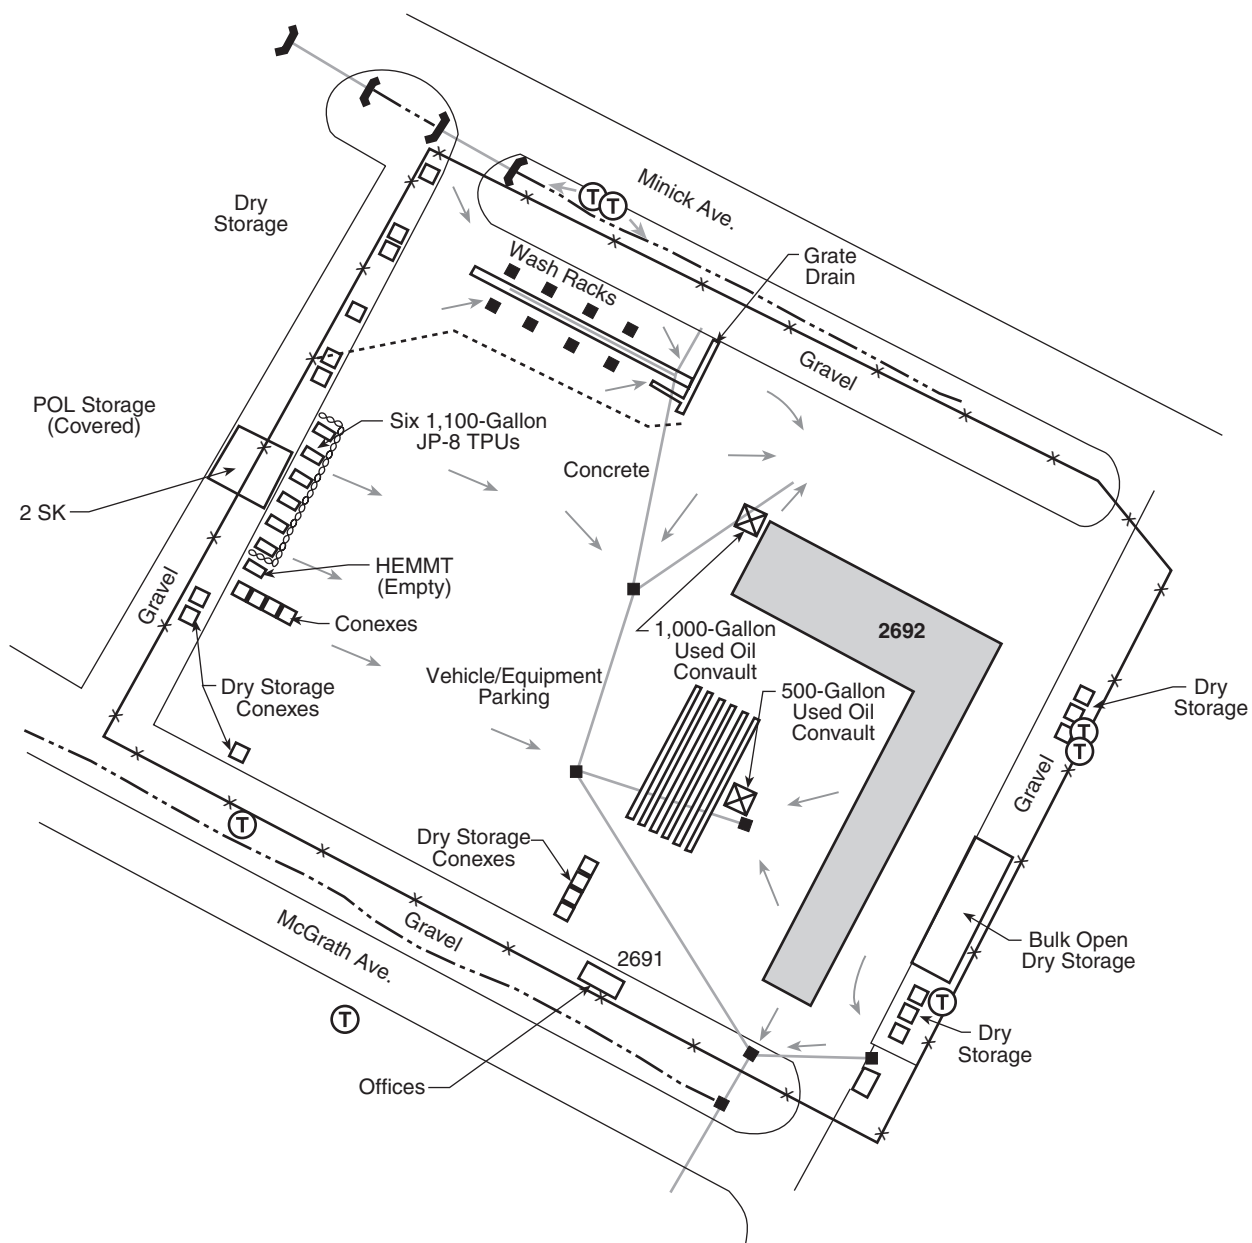 Minick Ave.
T
T
Dry
Storage
Wash Racks
Grate
Drain
Gravel
POL Storage
(Covered)
Six 1,100-Gallon
JP-8 TPUs
Concrete
2 SK
HEMMT
(Empty)
Gravel
Conexes
1,000-Gallon
Used Oil
Convault
2692
Vehicle/Equipment
Parking
500-Gallon
Used Oil
Convault
Dry Storage
Conexes
Dry
Storage
T
T
Gravel
T
Dry Storage
Conexes
Gravel
McGrath Ave.
2691
Bulk Open
Dry Storage
T
T
Dry
Storage
Offices